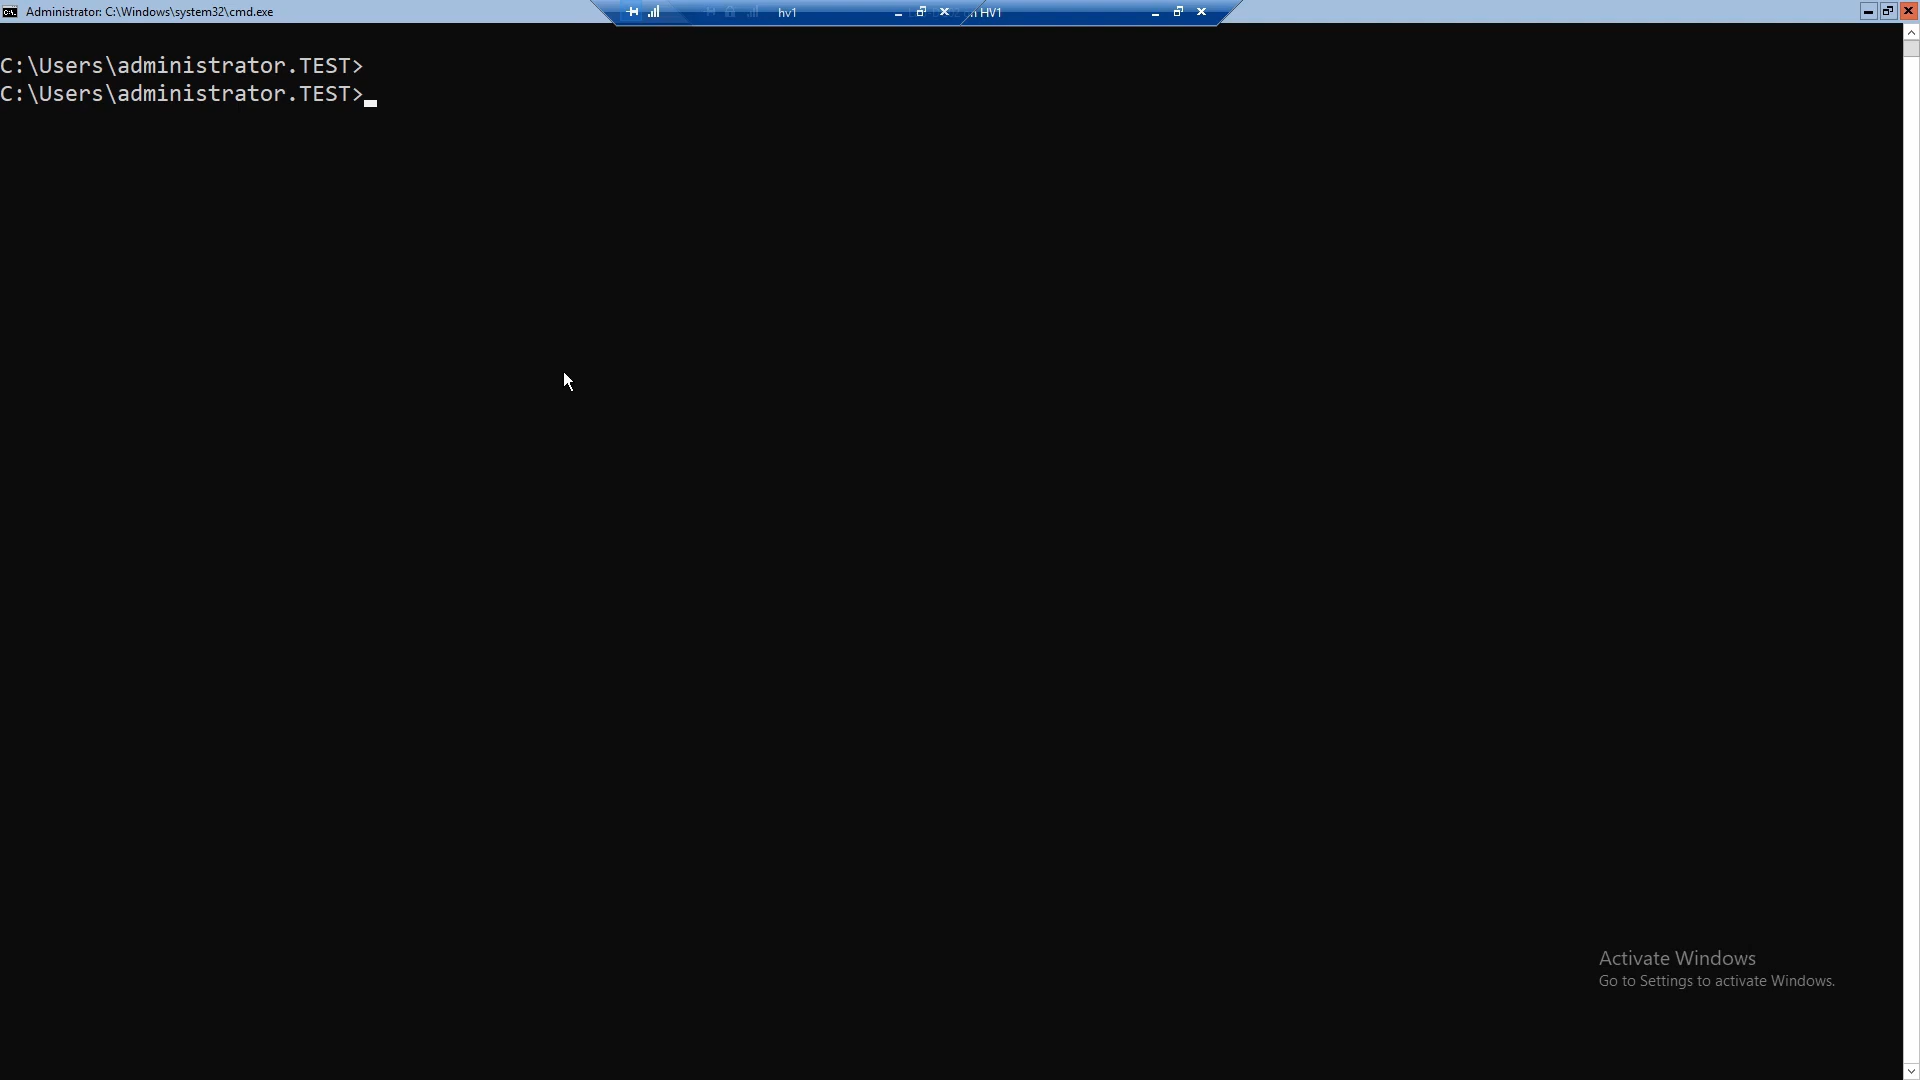 Administrator: C:\Windows\system32\cmd.exe
hv1
HV1
C:\Users\administrator.TEST>
C:\Users\administrator.TEST>
Activate Windows
Go to Settings to activate Windows.